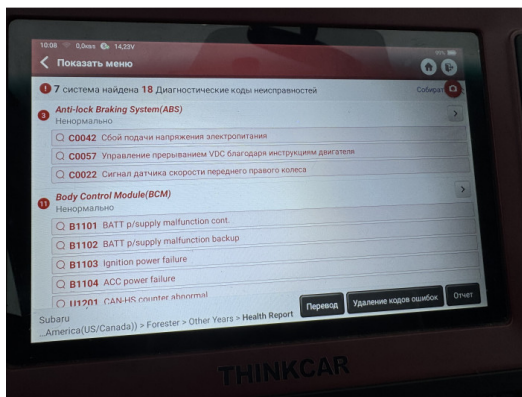 10:08 0,0кв/s 14,23V
Показать меню
7 система найдена 18 Диагностические коды неисправностей
Собират
3 Anti-lock Braking System(ABS)
Ненормально
C0042 Сбой подачи напряжения электропитания
C0057 Управление прерыванием VDC благодаря инструкциям двигателя
C0022 Сигнал датчика скорости переднего правого колеса
11 Body Control Module(BCM)
Ненормально
B1101 BATT p/supply malfunction cont.
B1102 BATT p/supply malfunction backup
B1103 Ignition power failure
B1104 ACC power failure
U1201 CAN-HS counter abnormal
Перевод Удаление кодов ошибок Отчет
Subaru
...America(US/Canada)) > Forester > Other Years > Health Report
THINKCAR